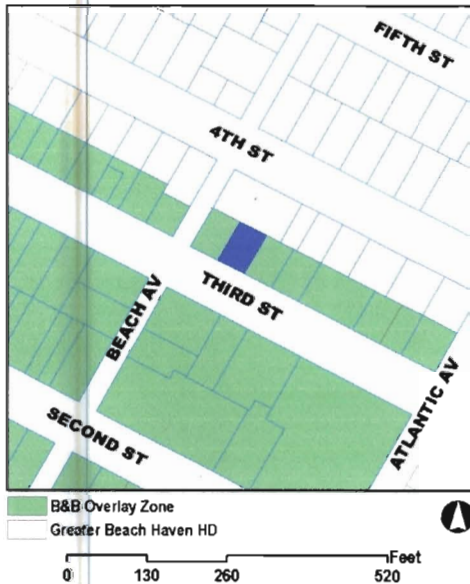 FIFTH ST
4TH ST
THIRD ST
BEACH AV
ATLANTIC AV
SECOND ST
B&B Overlay Zone
Greater Beach Haven HD
Feet
0 130 260 520